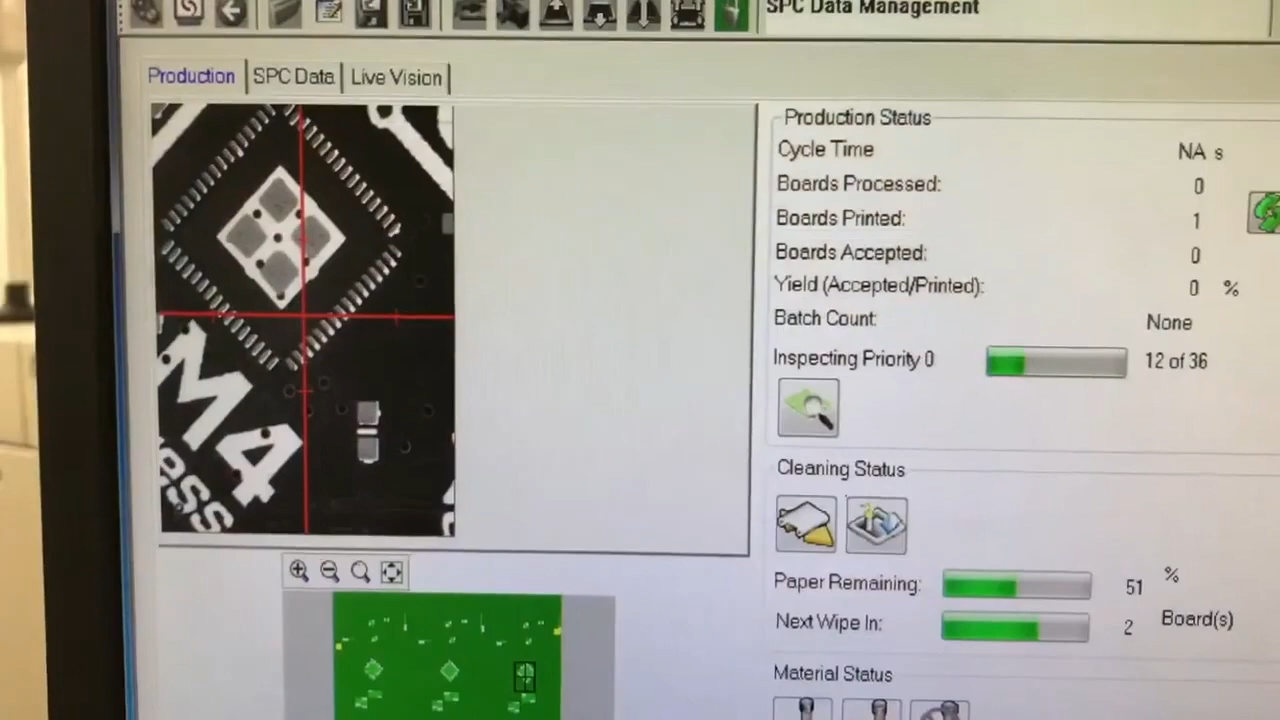 SPC Data Management
Production SPC Data Live Vision
Production Status
Cycle Time NA s
Boards Processed: 0
Boards Printed: 1
Boards Accepted: 0
Yield (Accepted/Printed): 0 %
Batch Count: None
Inspecting Priority 0 12 of 36
M4
ess
Cleaning Status
Paper Remaining: 51 %
Next Wipe In: 2 Board(s)
Material Status